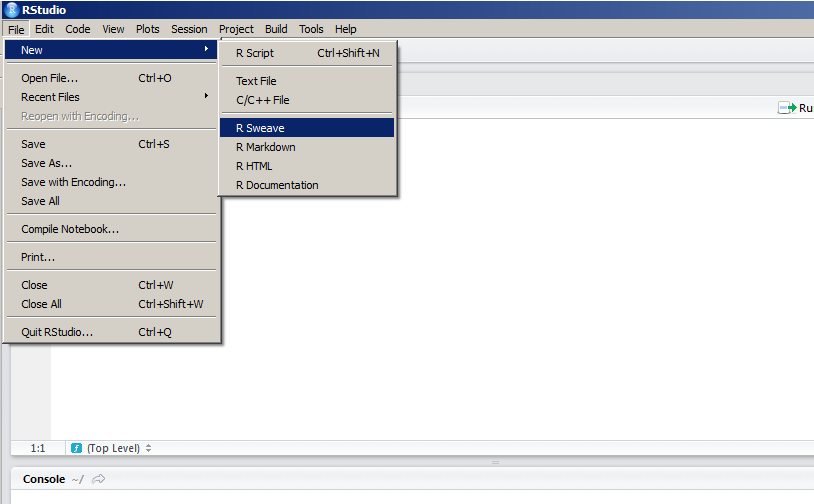 RStudio
File Edit Code View Plots Session Project Build Tools Help
New
Open File... Ctrl+O
Recent Files
Reopen with Encoding...
Save Ctrl+S
Save As...
Save with Encoding...
Save All
Compile Notebook...
Print...
Close Ctrl+W
Close All Ctrl+Shift+W
Quit RStudio... Ctrl+Q
R Script Ctrl+Shift+N
Text File
C/C++ File
R Sweave
R Markdown
R HTML
R Documentation
Ru
1:1 (Top Level)
Console ~/